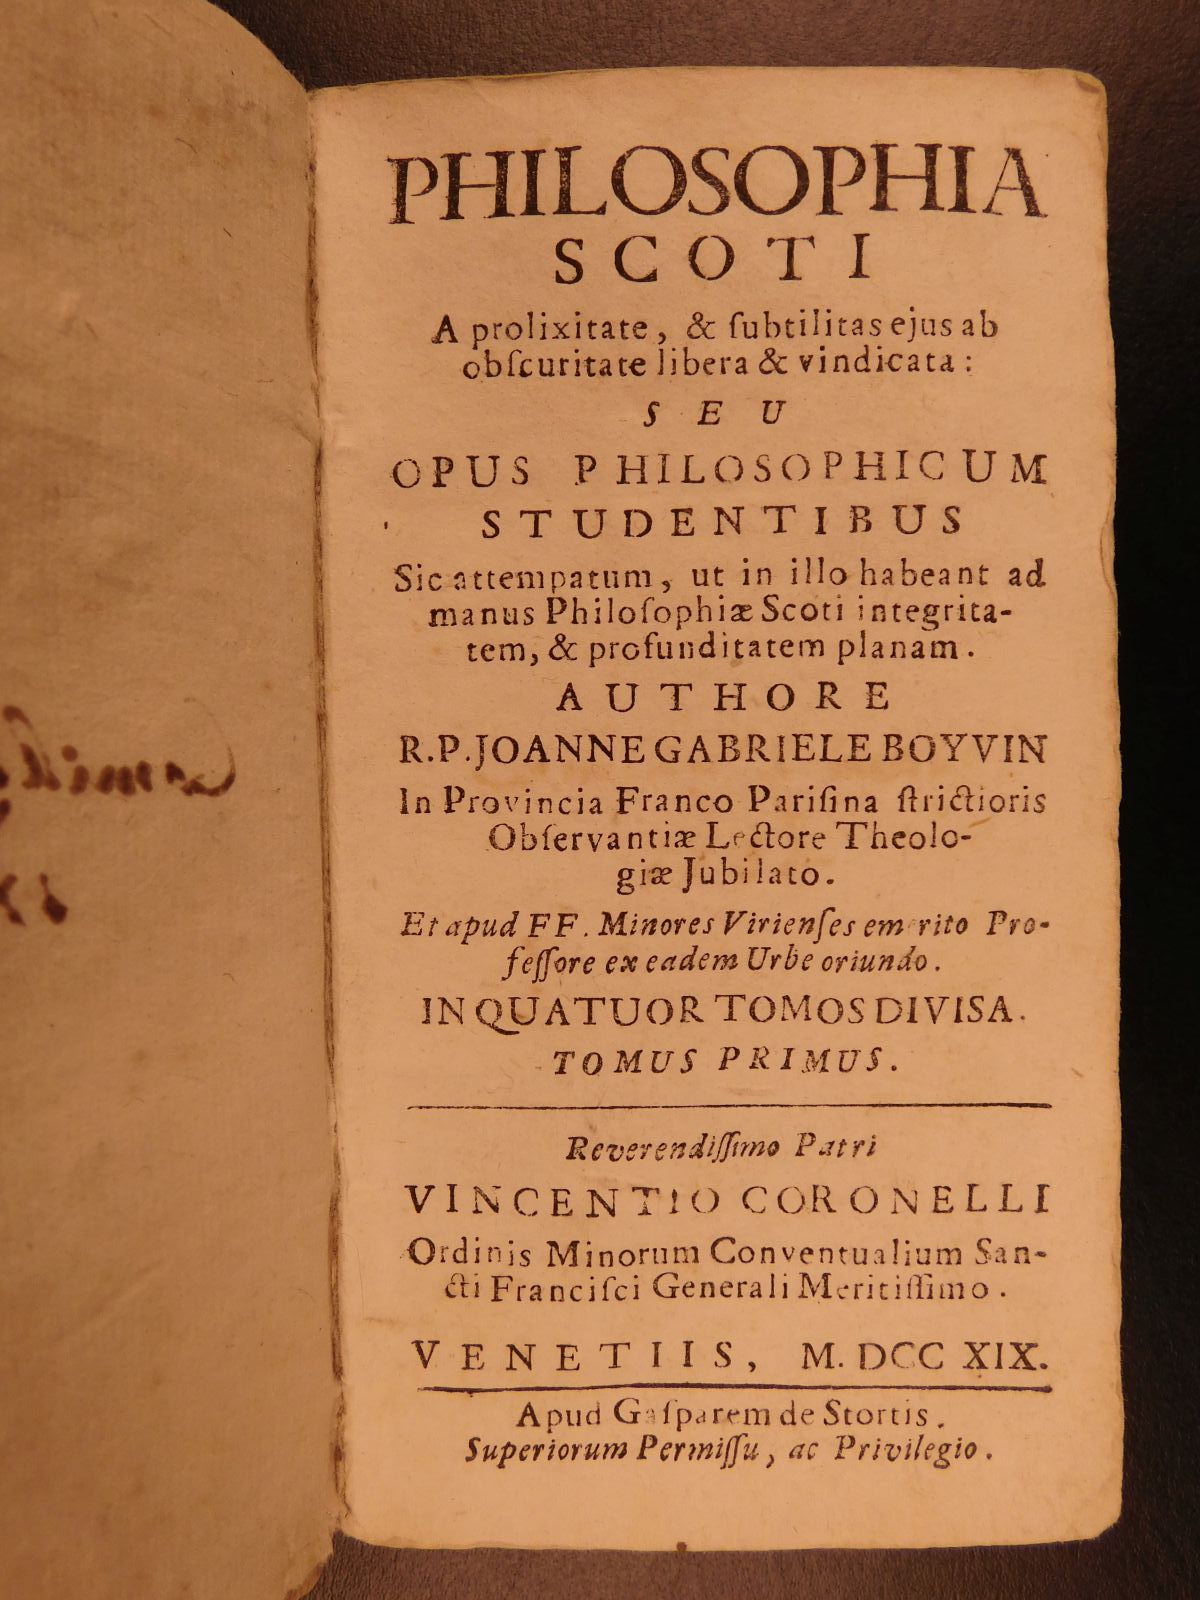 PHILOSOPHIA
SCOTI
A prolixitate, & ſubtilitas ejus ab
obſcuritate libera & vindicata:
SEU
OPUS PHILOSOPHICUM
STUDENTIBUS
Sic attempatum, ut in illo habeant ad
manus Philoſophiæ Scoti integrita-
tem, & profunditatem planam.
AUTHORE
R.P.JOANNE GABRIELE BOYVIN
In Provincia Franco Pariſina ſtrictioris
Obſervantiæ Lectore Theolo-
giæ Jubilato.
Et apud FF. Minores Virienſes emerito Pro-
feſſore ex eadem Urbe oriundo.
IN QUATUOR TOMOS DIVISA.
TOMUS PRIMUS.
Reverendiſſimo Patri
VINCENTIO CORONELLI
Ordinis Minorum Conventualium San-
cti Franciſci Generali Meritiſſimo.
VENETIIS, M. DCC XIX.
Apud Gaſparem de Stortis.
Superiorum Permiſſu, ac Privilegio.